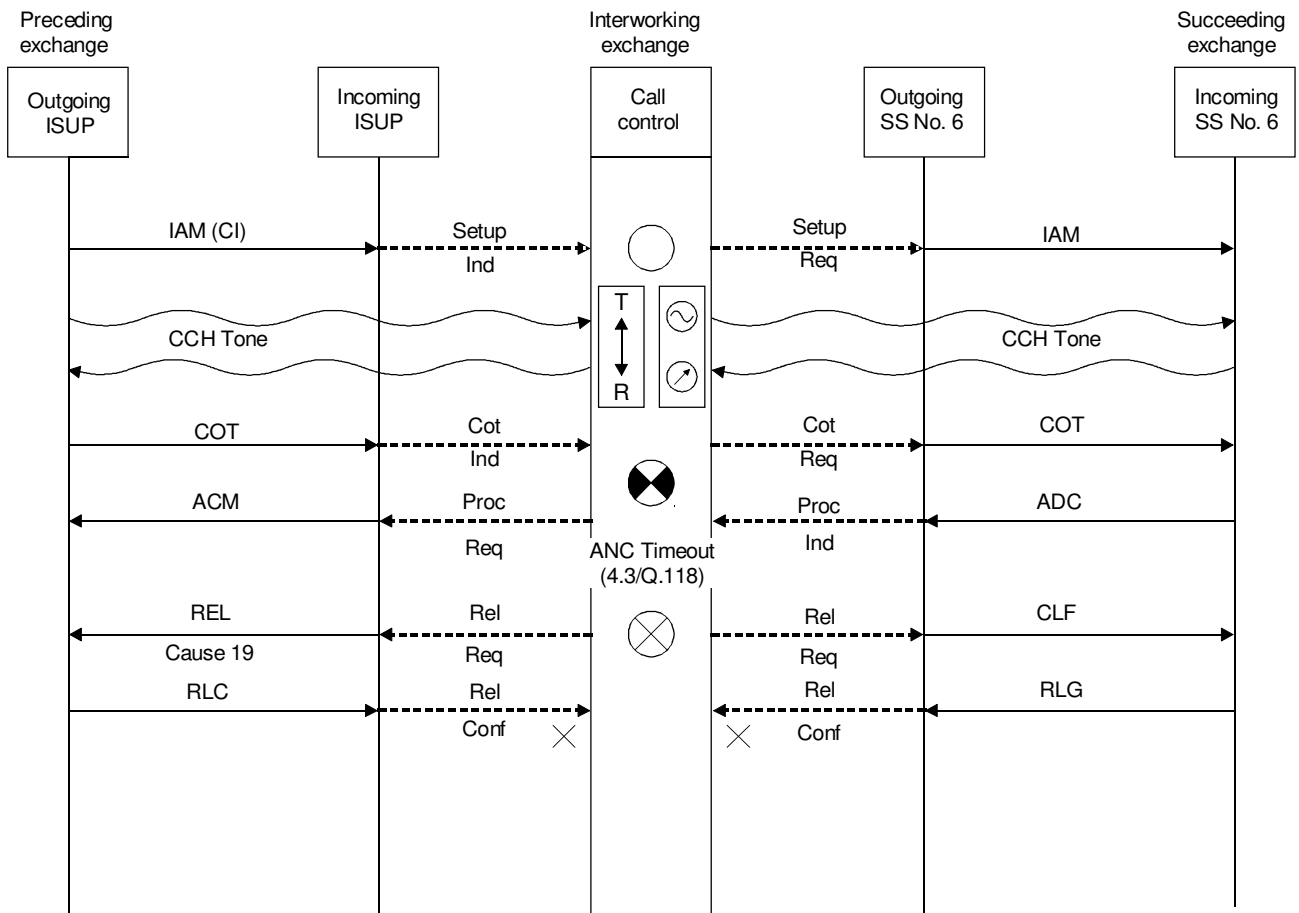 Preceding
exchange
Interworking
exchange
Succeeding
exchange
Outgoing
ISUP
Incoming
ISUP
Call
control
Outgoing
SS No. 6
Incoming
SS No. 6
IAM (CI)
Setup
Ind
Setup
Req
IAM
CCH Tone
T
R
CCH Tone
COT
Cot
Ind
Cot
Req
COT
ACM
Proc
Req
Proc
Ind
ADC
ANC Timeout
(4.3/Q.118)
REL
Cause 19
Rel
Req
Rel
Req
CLF
RLC
Rel
Conf
Rel
Conf
RLG